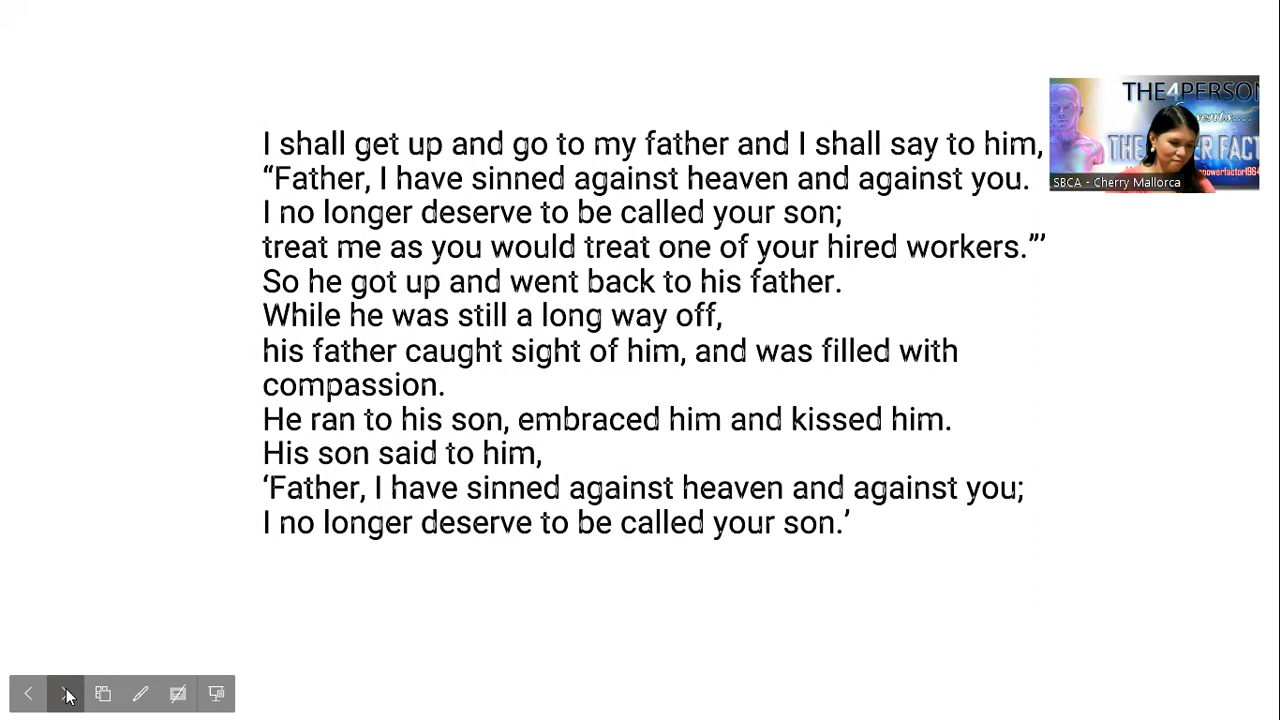 I shall get up and go to my father and I shall say to him,
“Father, I have sinned against heaven and against you.
I no longer deserve to be called your son;
treat me as you would treat one of your hired workers.”’
So he got up and went back to his father.
While he was still a long way off,
his father caught sight of him, and was filled with
compassion.
He ran to his son, embraced him and kissed him.
His son said to him,
‘Father, I have sinned against heaven and against you;
I no longer deserve to be called your son.’
THE4PERSON
THE
ER FACT
powerfactor1964
SBCA - Cherry Mallorca